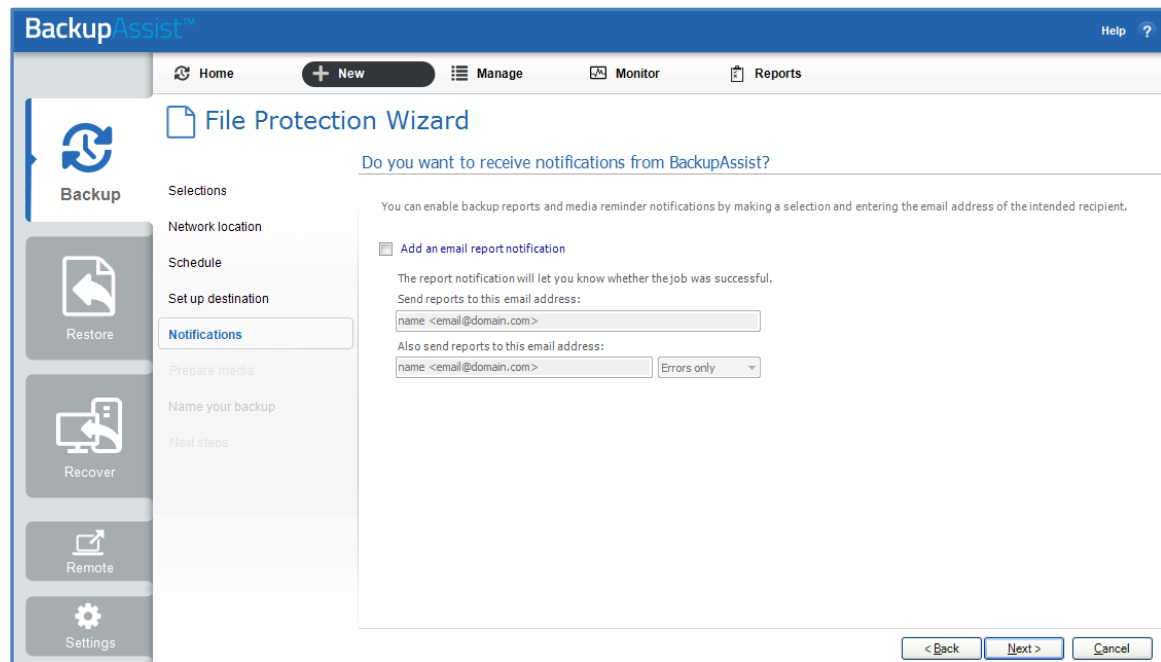 BackupAssist™
Help ?
Home
New
Manage
Monitor
Reports
File Protection Wizard
Do you want to receive notifications from BackupAssist?
Backup
Restore
Recover
Remote
Settings
Selections
Network location
Schedule
Set up destination
Notifications
Prepare media
Name your backup
Next steps
You can enable backup reports and media reminder notifications by making a selection and entering the email address of the intended recipient.
Add an email report notification
The report notification will let you know whether the job was successful.
Send reports to this email address:
name <email@domain.com>
Also send reports to this email address:
name <email@domain.com>
Errors only
< Back
Next >
Cancel